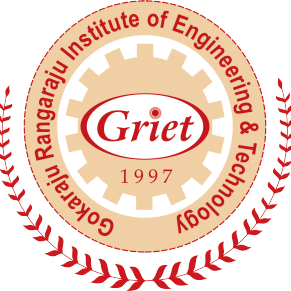 Gokaraju Rangaraju Institute of Engineering & Technology
Griet
1997